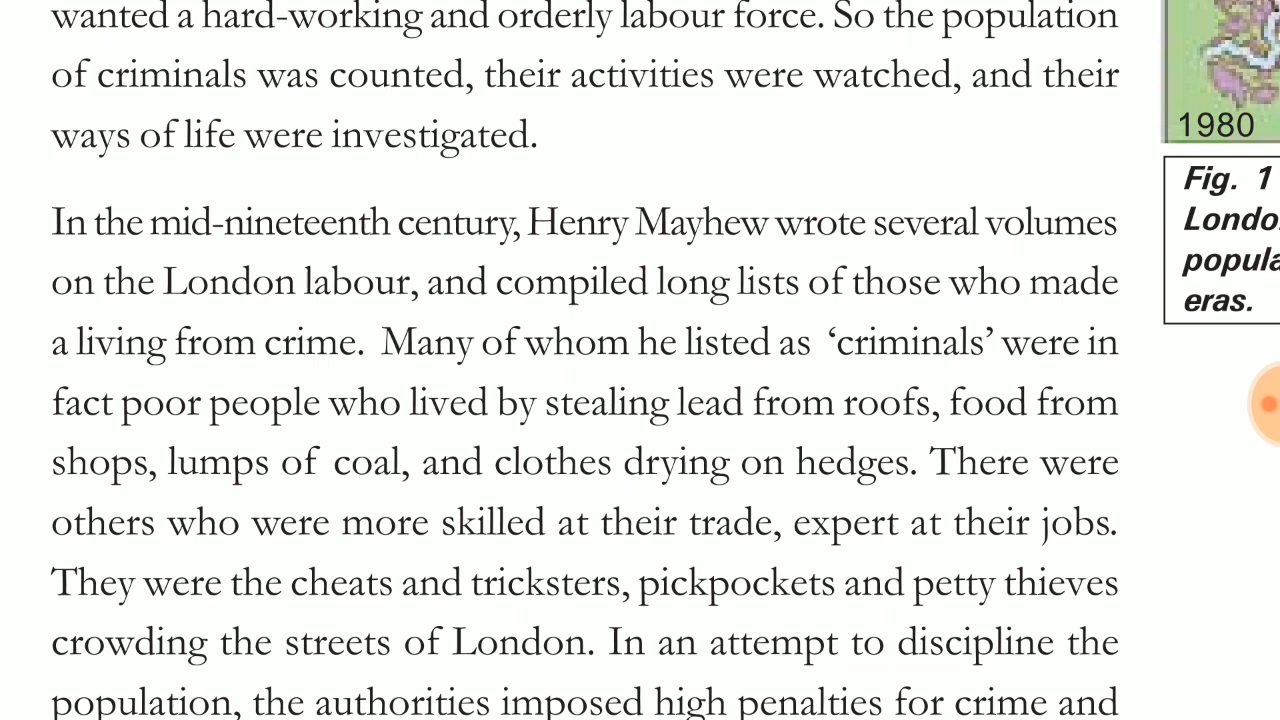 wanted a hard-working and orderly labour force. So the population
of criminals was counted, their activities were watched, and their
ways of life were investigated.
In the mid-nineteenth century, Henry Mayhew wrote several volumes
on the London labour, and compiled long lists of those who made
a living from crime. Many of whom he listed as ‘criminals’ were in
fact poor people who lived by stealing lead from roofs, food from
shops, lumps of coal, and clothes drying on hedges. There were
others who were more skilled at their trade, expert at their jobs.
They were the cheats and tricksters, pickpockets and petty thieves
crowding the streets of London. In an attempt to discipline the
population, the authorities imposed high penalties for crime and
1980
Fig. 1
Londo
popula
eras.